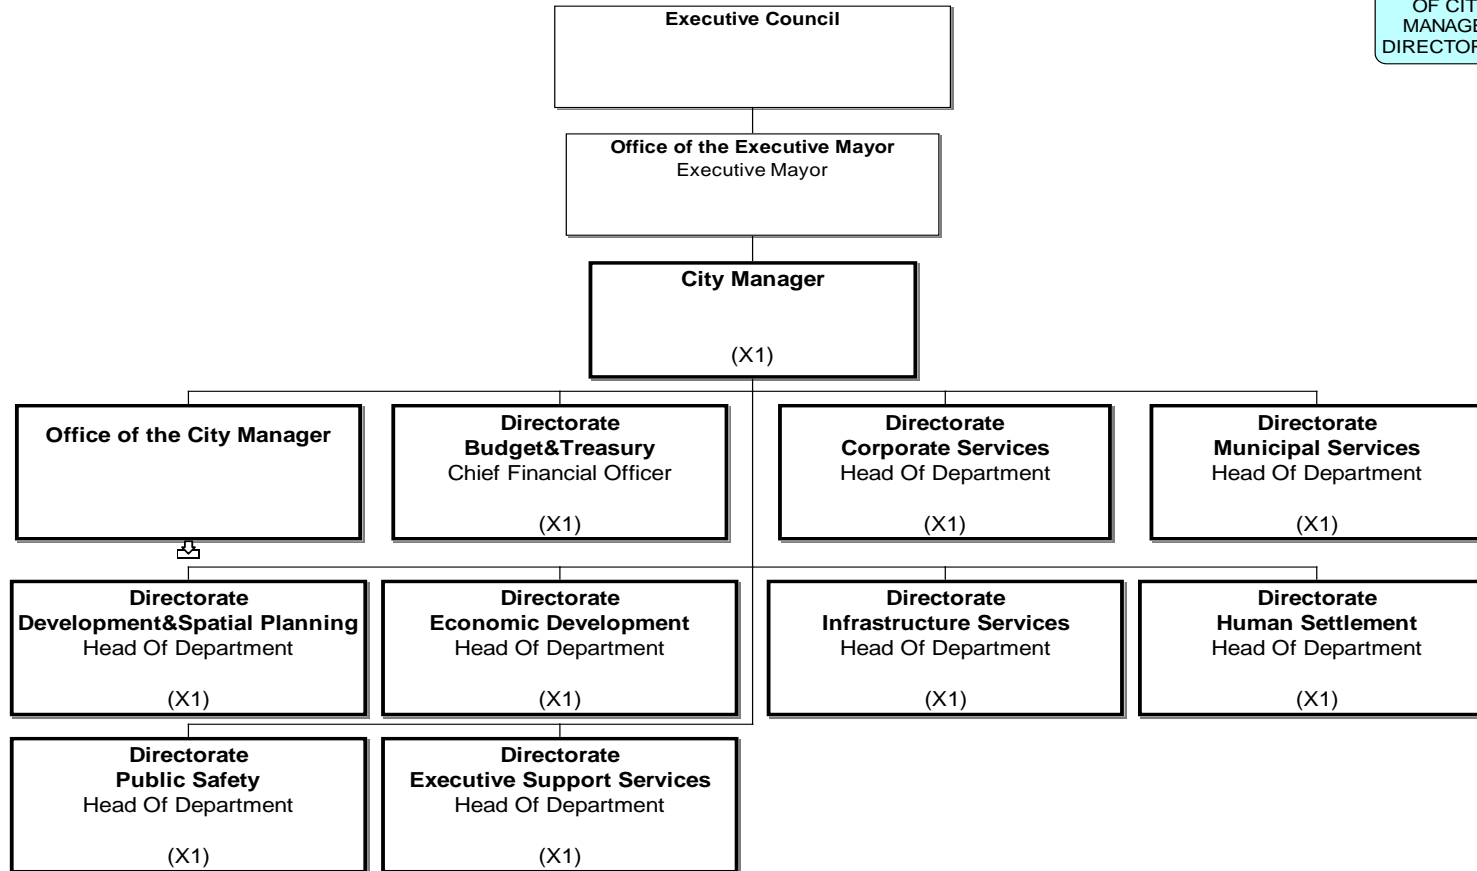 Executive Council
OF CIT
MANAGE
DIRECTOR
Office of the Executive Mayor
Executive Mayor
City Manager
(X1)
Office of the City Manager
Directorate
Budget&Treasury
Chief Financial Officer
(X1)
Directorate
Corporate Services
Head Of Department
(X1)
Directorate
Municipal Services
Head Of Department
(X1)
Directorate
Development&Spatial Planning
Head Of Department
(X1)
Directorate
Economic Development
Head Of Department
(X1)
Directorate
Infrastructure Services
Head Of Department
(X1)
Directorate
Human Settlement
Head Of Department
(X1)
Directorate
Public Safety
Head Of Department
(X1)
Directorate
Executive Support Services
Head Of Department
(X1)